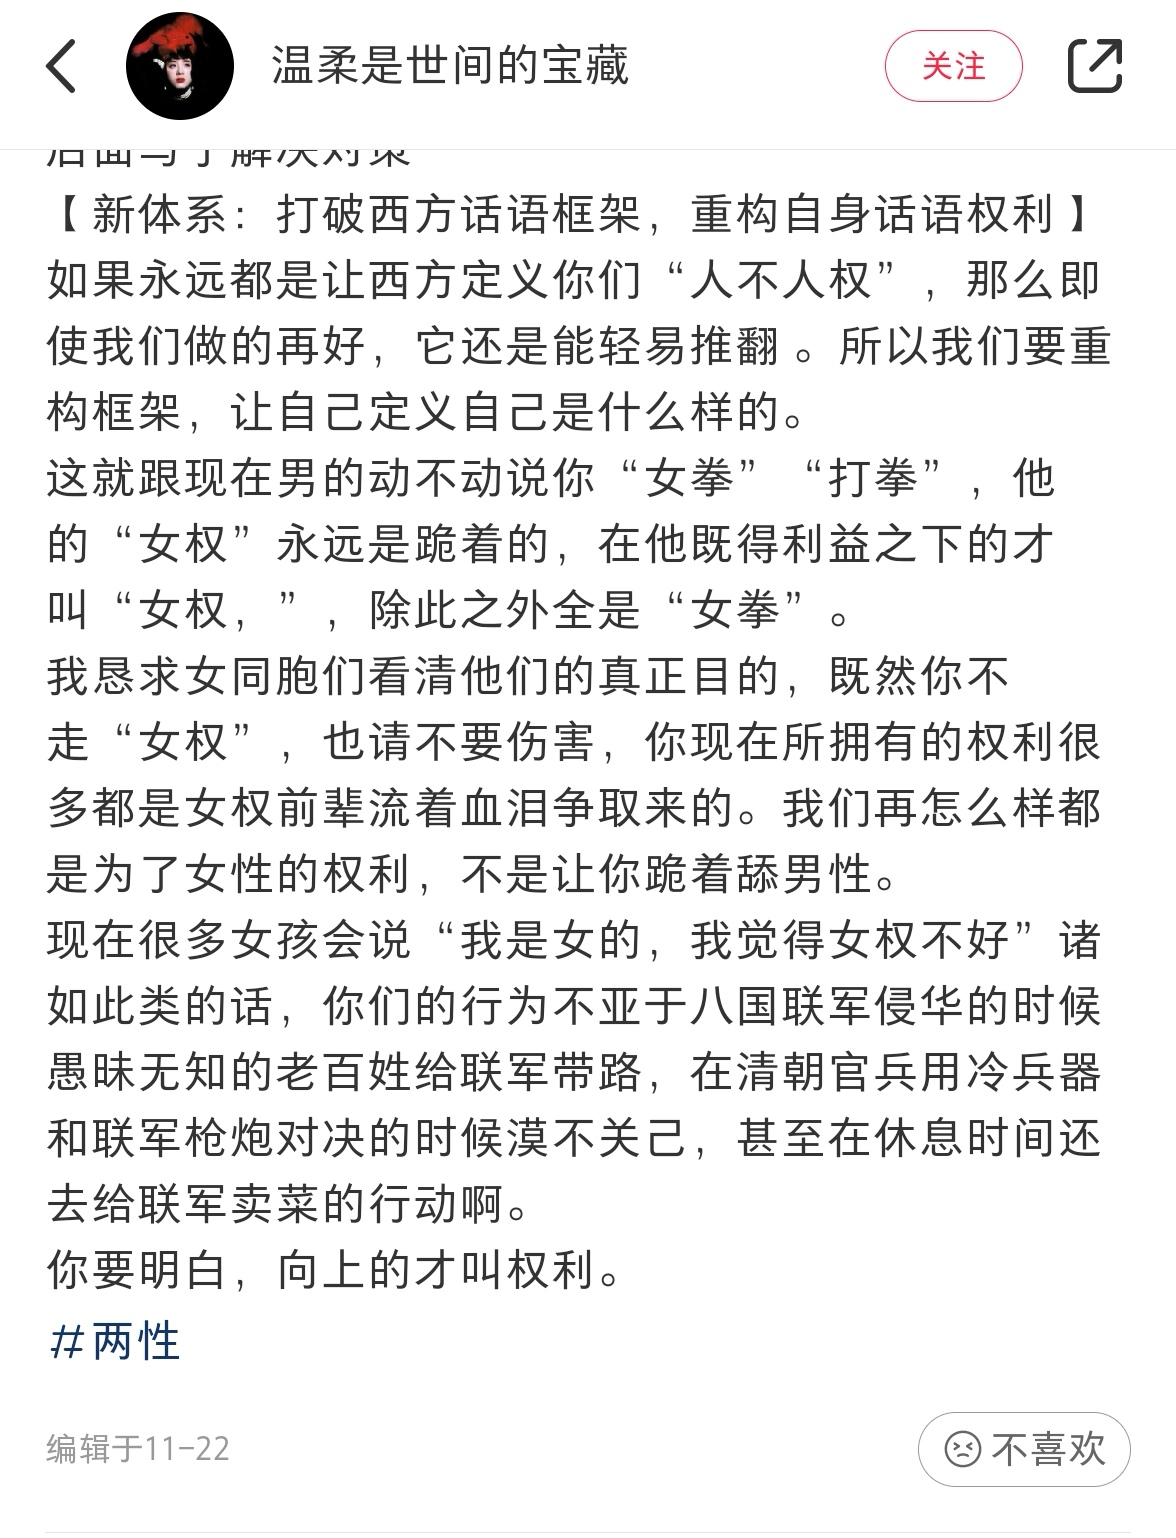 温柔是世间的宝藏
关注
后面写了解决对策
【 新体系：打破西方话语框架，重构自身话语权利 】
如果永远都是让西方定义你们“人不人权”，那么即
使我们做的再好，它还是能轻易推翻 。所以我们要重
构框架，让自己定义自己是什么样的。
这就跟现在男的动不动说你“女拳”“打拳”，他
的“女权”永远是跪着的，在他既得利益之下的才
叫“女权，”，除此之外全是“女拳”。
我恳求女同胞们看清他们的真正目的，既然你不
走“女权”，也请不要伤害，你现在所拥有的权利很
多都是女权前辈流着血泪争取来的。我们再怎么样都
是为了女性的权利，不是让你跪着舔男性。
现在很多女孩会说“我是女的，我觉得女权不好”诸
如此类的话，你们的行为不亚于八国联军侵华的时候
愚昧无知的老百姓给联军带路，在清朝官兵用冷兵器
和联军枪炮对决的时候漠不关己，甚至在休息时间还
去给联军卖菜的行动啊。
你要明白，向上的才叫权利。
#两性
编辑于11-22
不喜欢